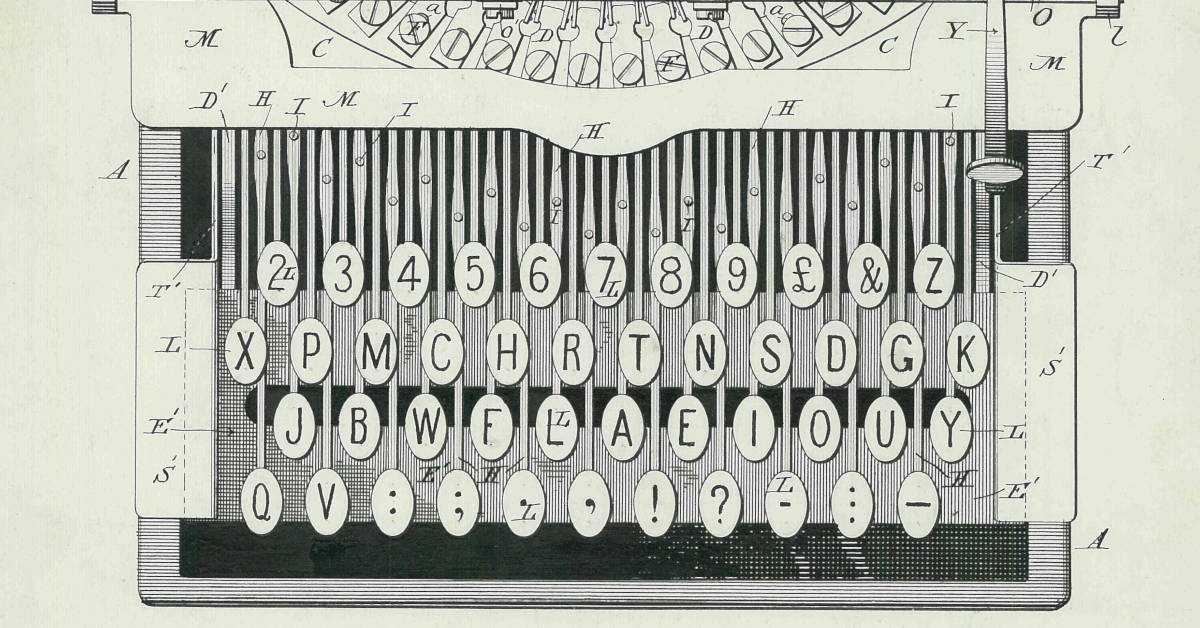 a a O
F O D D Y l
M C F C M
D' H I M I H H I
A I I T'
2 L 3 4 5 6 7 L 8 9 £ & Z
T' D'
L X P M C H R T N S D G K S'
E' J B W F L L A E I O U Y L
S' E' H H E'
Q V : ; . L , ! ? - L ⋮ —
A